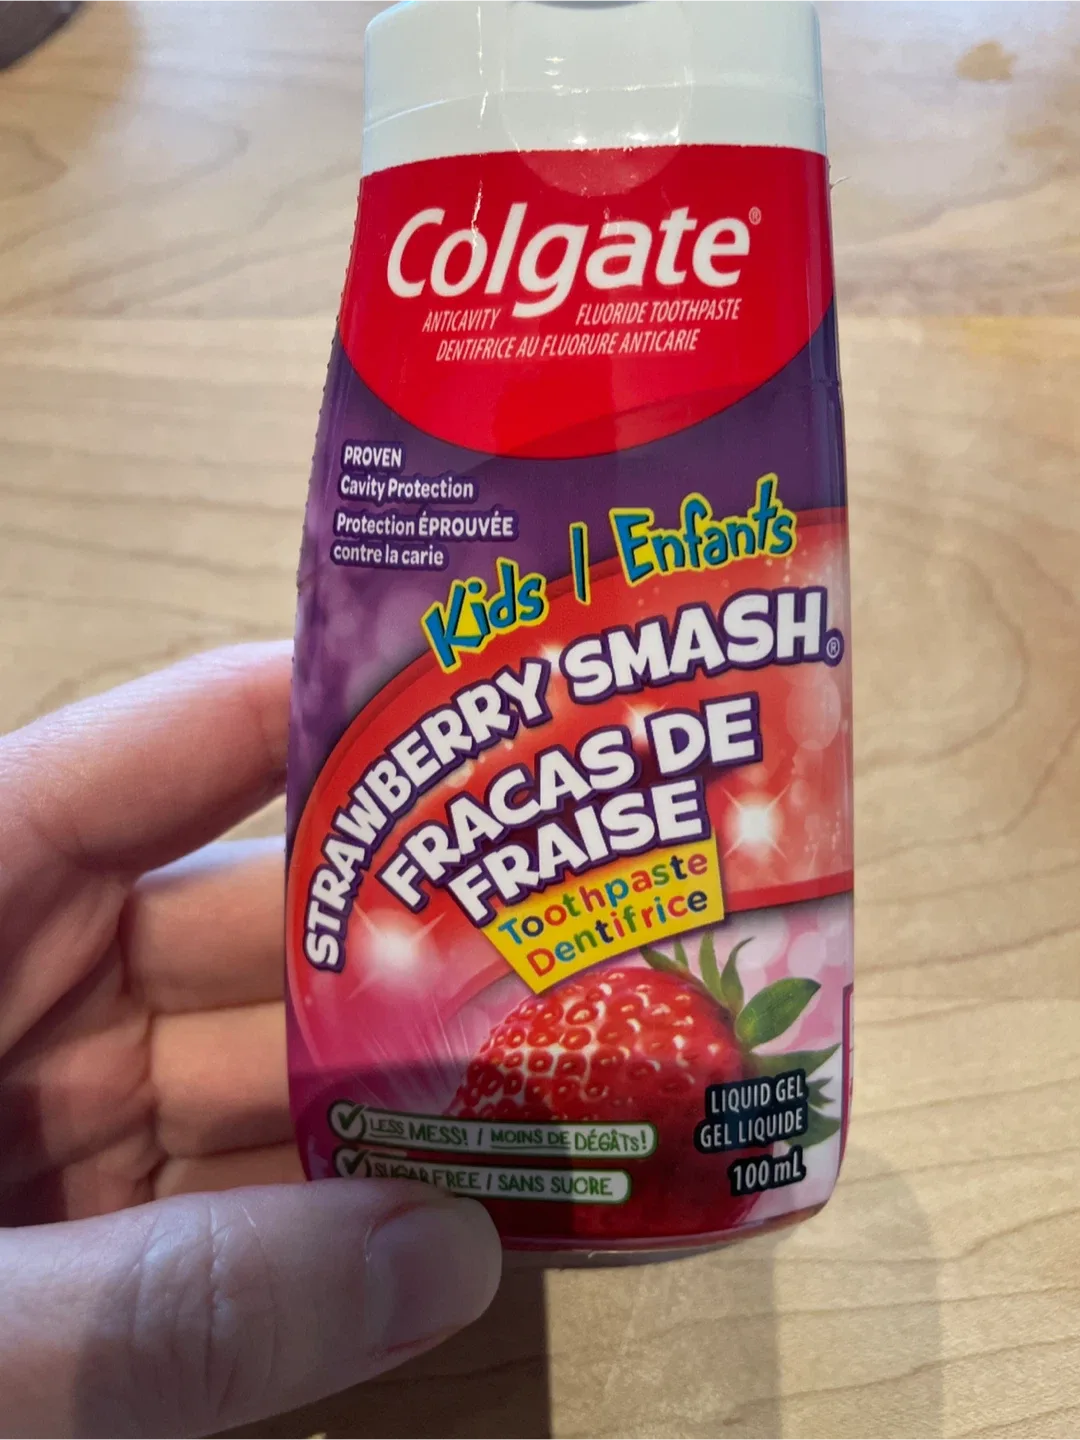 Colgate®
ANTICAVITY FLUORIDE TOOTHPASTE
DENTIFRICE AU FLUORURE ANTICARIE
PROVEN
Cavity Protection
Protection ÉPROUVÉE
contre la carie
Kids | Enfants
STRAWBERRY SMASH®
FRACAS DE
FRAISE
Toothpaste
Dentifrice
LIQUID GEL
GEL LIQUIDE
100 mL
LESS MESS! / MOINS DE DÉGÂTS!
SUGAR FREE / SANS SUCRE